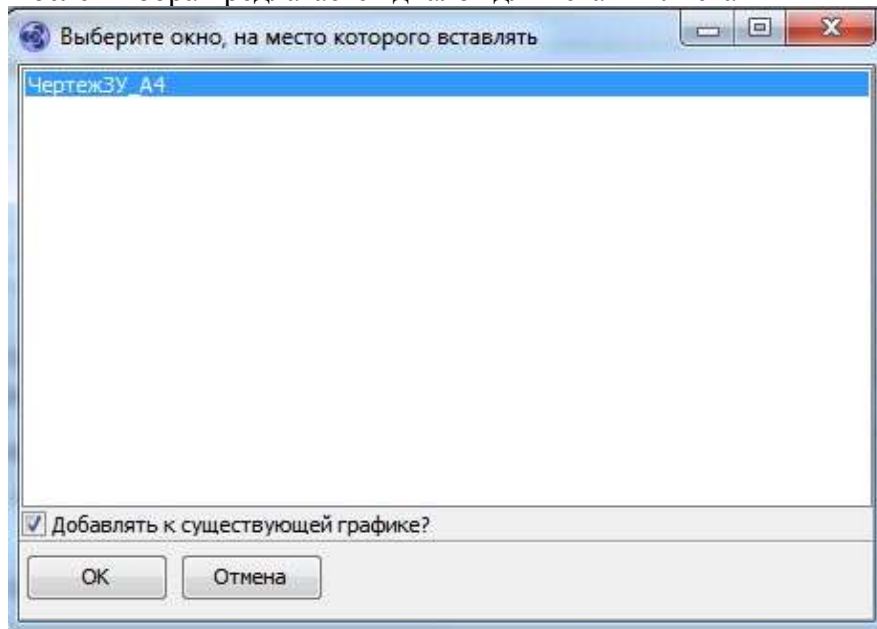 Выберите окно, на место которого вставлять
ЧертежЗУ_А4
Добавлять к существующей графике?
OK
Отмена